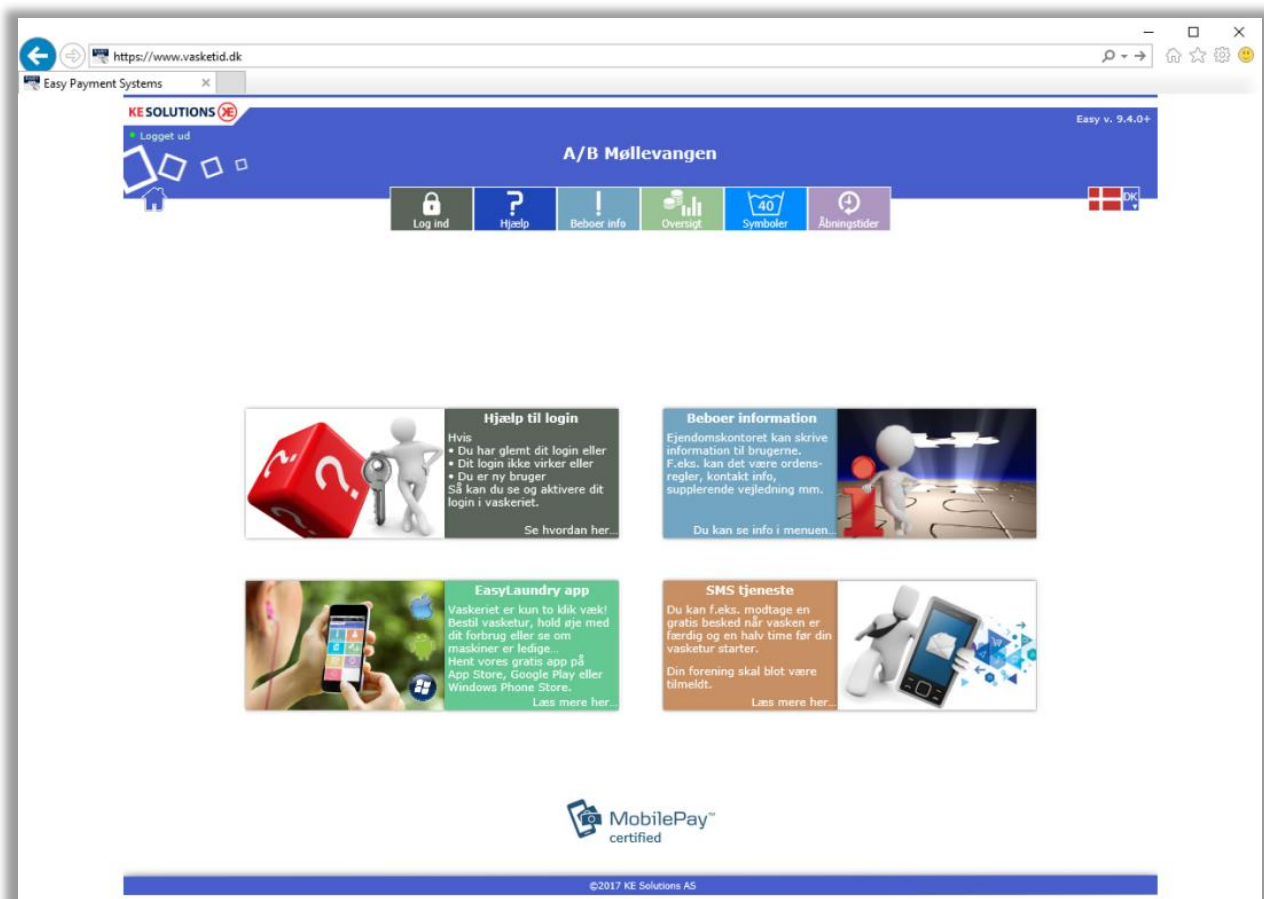 https://www.vasketid.dk
Easy Payment Systems
KE SOLUTIONS KE
Logget ud
Easy v. 9.4.0+
A/B Møllevangen
Log ind
Hjælp
Beboer info
Oversigt
40
Symboler
Åbningstider
DK
Hjælp til login
Hvis
• Du har glemt dit login eller
• Dit login ikke virker eller
• Du er ny bruger
Så kan du se og aktivere dit
login i vaskeriet.
Se hvordan her...
Beboer information
Ejendomskontoret kan skrive
information til brugerne.
F.eks. kan det være ordens-
regler, kontakt info,
supplerende vejledning mm.
Du kan se info i menuen...
EasyLaundry app
Vaskeriet er kun to klik væk!
Bestil vasketur, hold øje med
dit forbrug eller se om
maskiner er ledige...
Hent vores gratis app på
App Store, Google Play eller
Windows Phone Store.
Læs mere her...
SMS tjeneste
Du kan f.eks. modtage en
gratis besked når vasken er
færdig og en halv time før din
vasketur starter.
Din forening skal blot være
tilmeldt.
Læs mere her...
MobilePay™
certified
©2017 KE Solutions AS